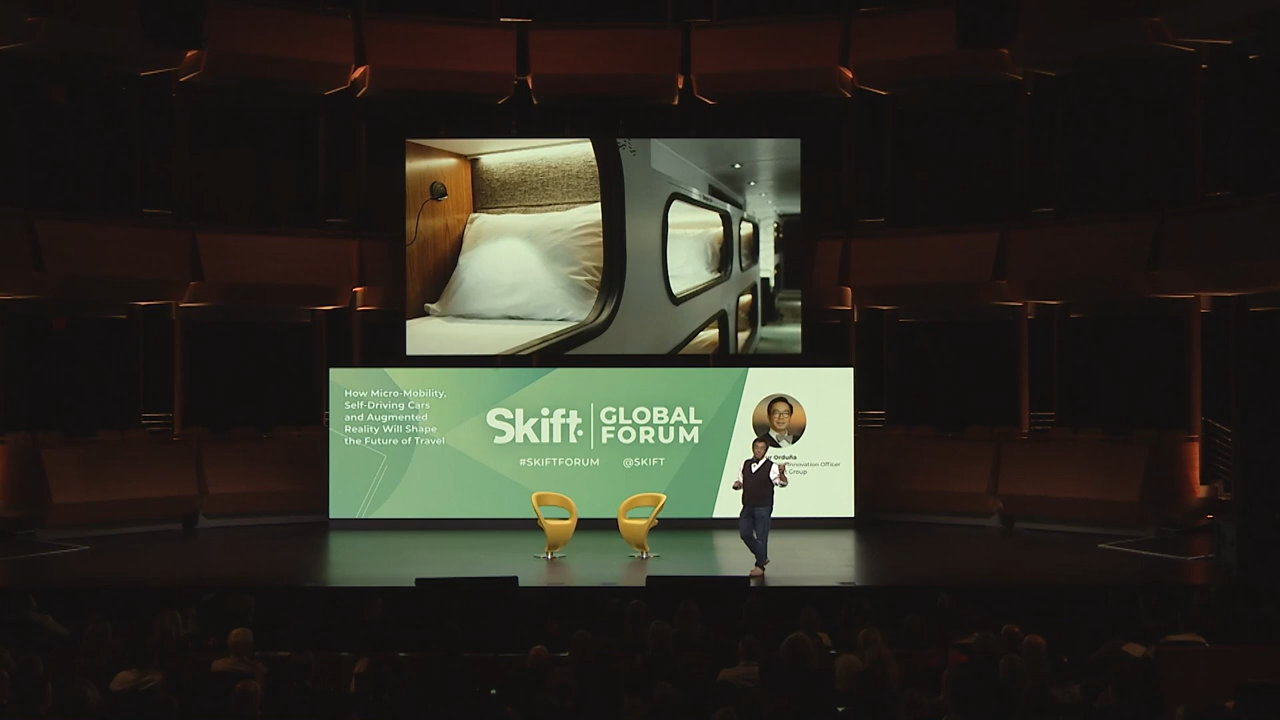 How Micro-Mobility,
Self-Driving Cars
and Augmented
Reality Will Shape
the Future of Travel
Skift
GLOBAL
FORUM
#SKIFTFORUM @SKIFT
Orduña
Innovation Officer
Group